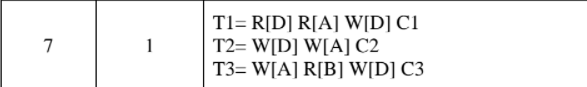 7
1
T1= R[D] R[A] W[D] C1
T2= W[D] W[A] C2
T3= W[A] R[B] W[D] C3